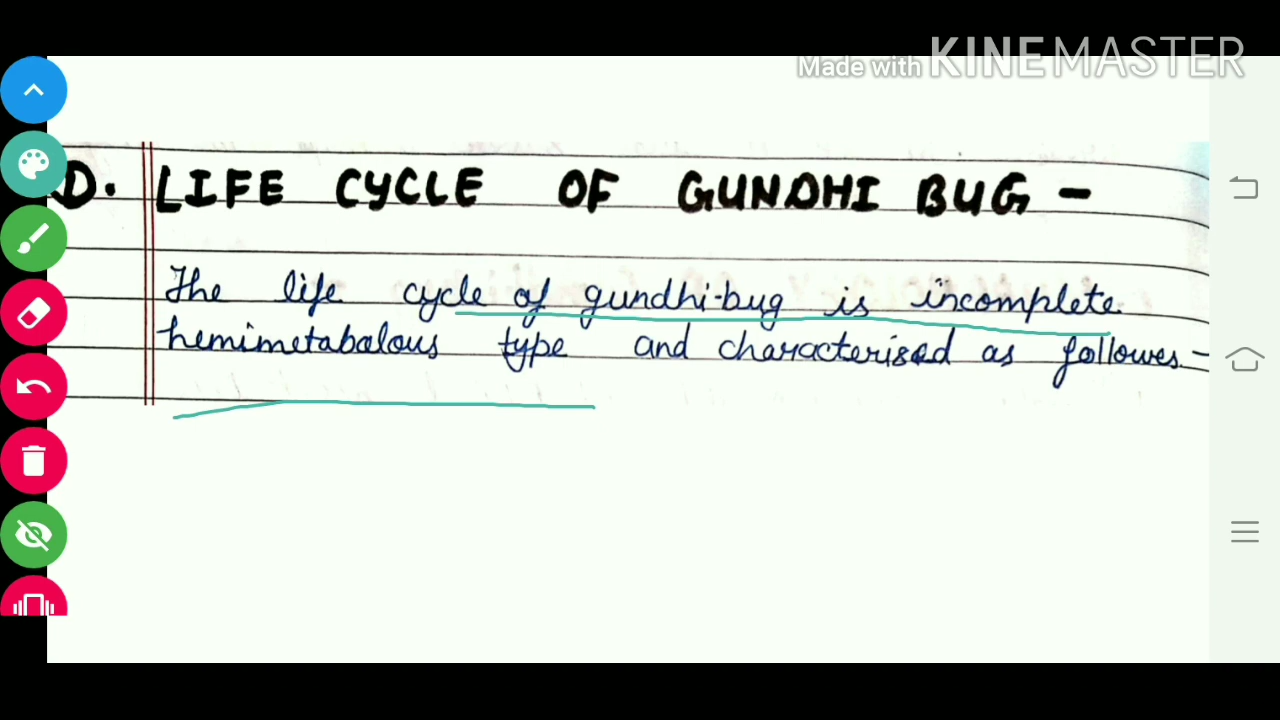 Made with KINEMASTER
D. LIFE CYCLE OF GUNDHI BUG -
The life cycle of gundhi-bug is incomplete
hemimetabalous type and characterised as followes -